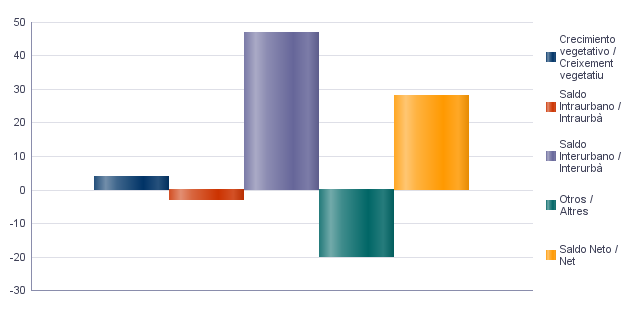 50
40
30
20
10
0
-10
-20
-30
Crecimiento
vegetativo /
Creixement
vegetatiu
Saldo
Intraurbano /
Intraurbà
Saldo
Interurbano /
Interurbà
Otros /
Altres
Saldo Neto /
Net